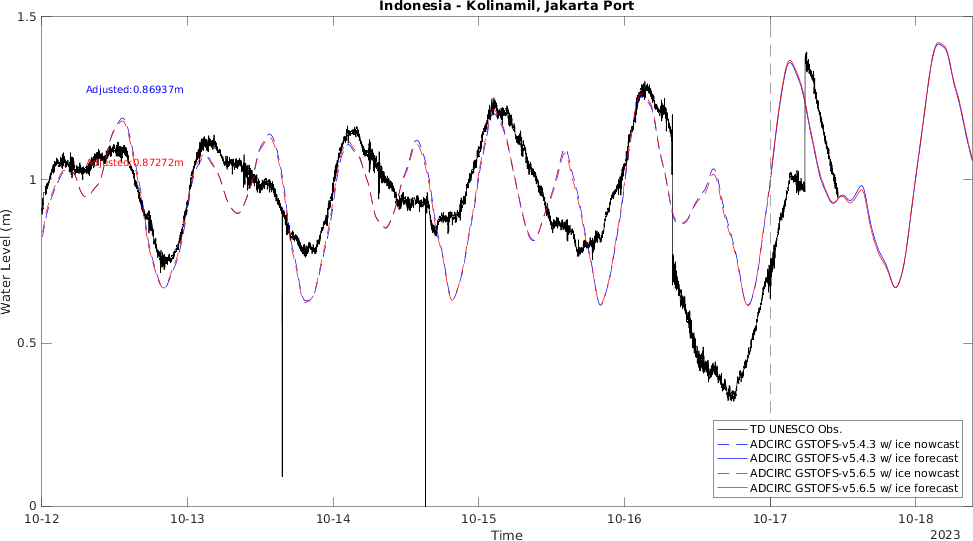 Indonesia - Kolinamil, Jakarta Port
1.5
Adjusted:0.86937m
Adjusted:0.87272m
1
Water Level (m)
0.5
0
TD UNESCO Obs.
ADCIRC GSTOFS-v5.4.3 w/ ice nowcast
ADCIRC GSTOFS-v5.4.3 w/ ice forecast
ADCIRC GSTOFS-v5.6.5 w/ ice nowcast
ADCIRC GSTOFS-v5.6.5 w/ ice forecast
10-12 10-13 10-14 10-15 10-16 10-17 10-18
Time
2023